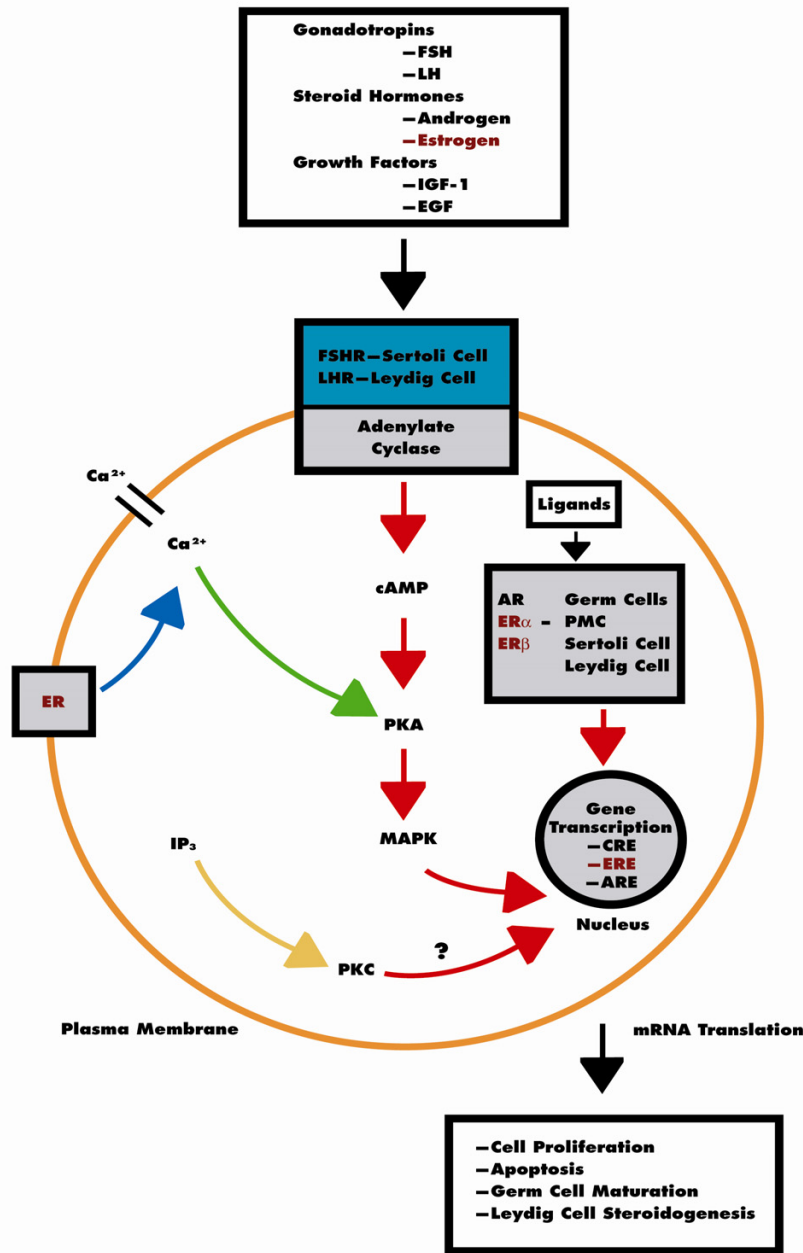 Gonadotropins
–FSH
–LH
Steroid Hormones
–Androgen
–Estrogen
Growth Factors
–IGF-1
–EGF
FSHR–Sertoli Cell
LHR–Leydig Cell
Adenylate
Cyclase
Ca²⁺
Ca²⁺
Ligands
cAMP
AR Germ Cells
ERα – PMC
ERβ Sertoli Cell
Leydig Cell
ER
PKA
MAPK
IP₃
Gene
Transcription
–CRE
–ERE
–ARE
Nucleus
?
PKC
Plasma Membrane
mRNA Translation
–Cell Proliferation
–Apoptosis
–Germ Cell Maturation
–Leydig Cell Steroidogenesis